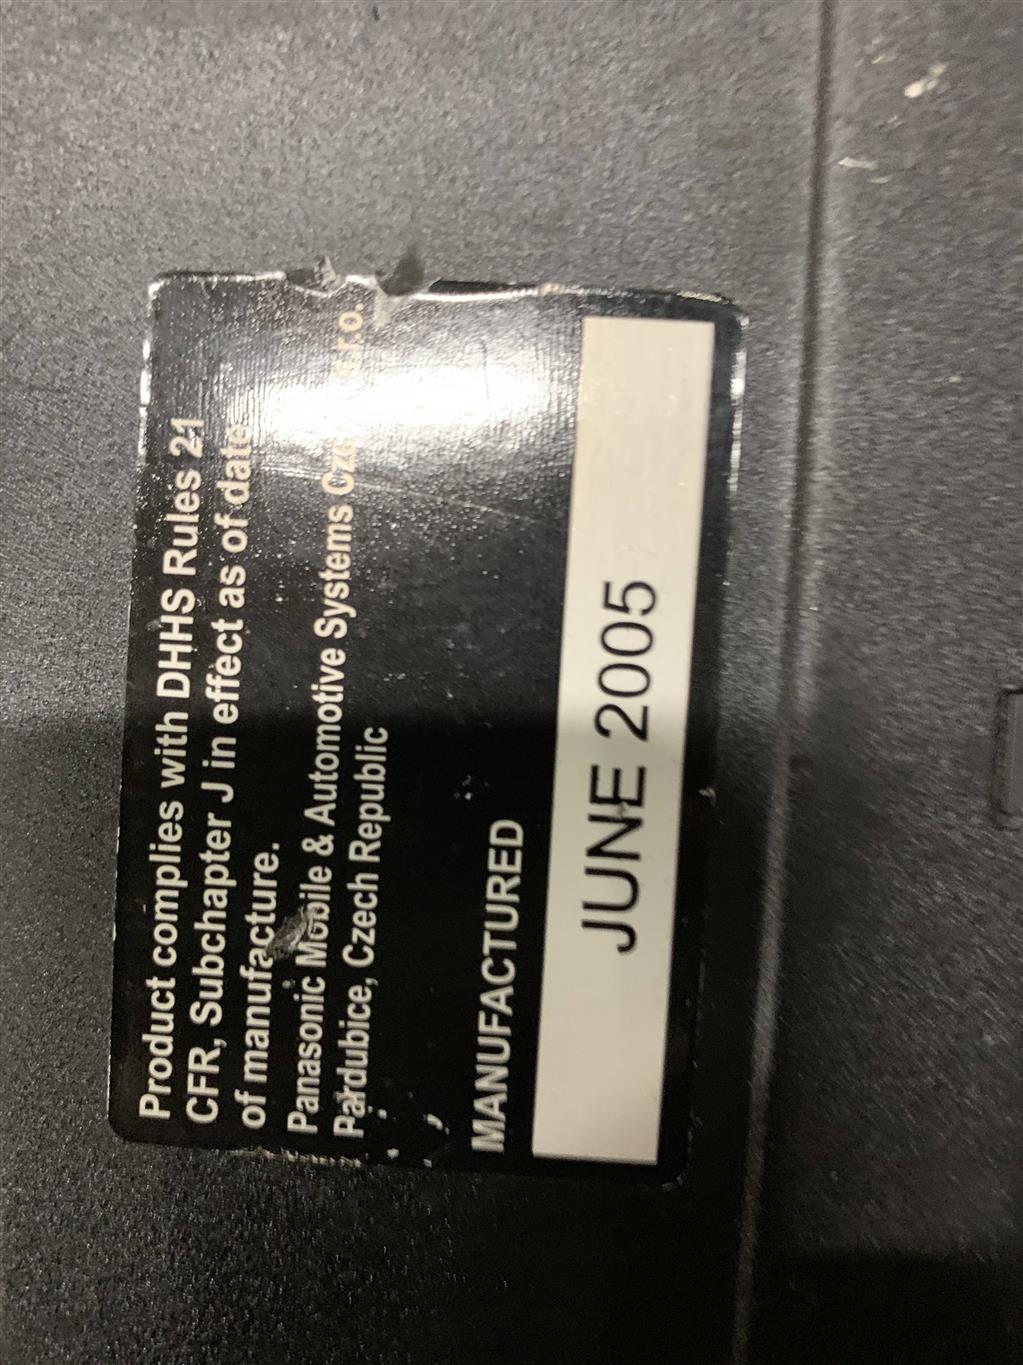 Product complies with DHHS Rules 21
CFR, Subchapter J in effect as of date
of manufacture.
Panasonic Mobile & Automotive Systems s.r.o.
Pardubice, Czech Republic
MANUFACTURED
JUNE 2005